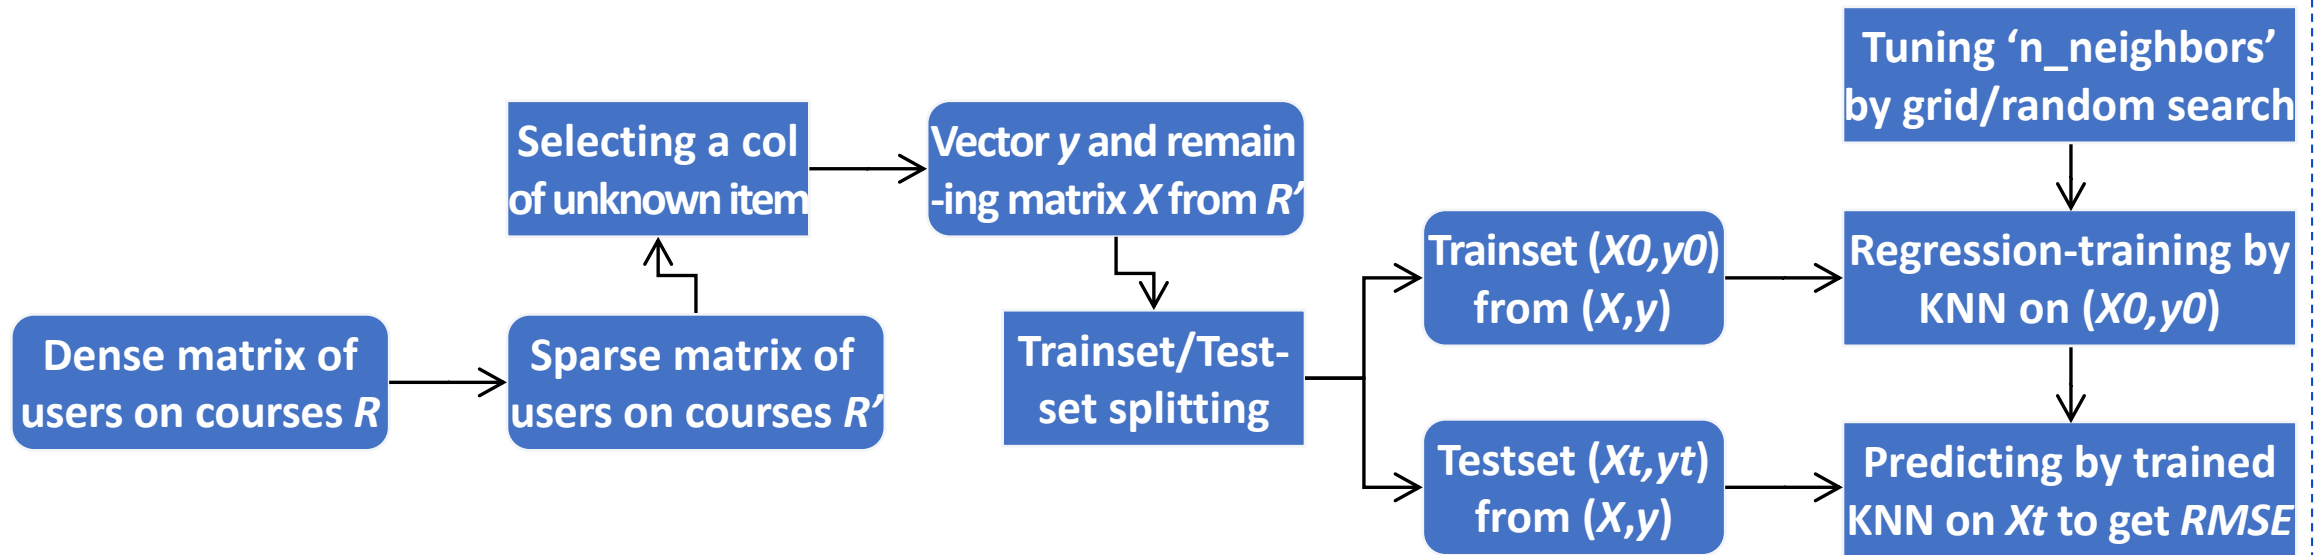 Dense matrix of
users on courses R
Sparse matrix of
users on courses R’
Selecting a col
of unknown item
Vector y and remain
-ing matrix X from R’
Trainset/Test-
set splitting
Trainset (X0,y0)
from (X,y)
Testset (Xt,yt)
from (X,y)
Tuning ‘n_neighbors’
by grid/random search
Regression-training by
KNN on (X0,y0)
Predicting by trained
KNN on Xt to get RMSE